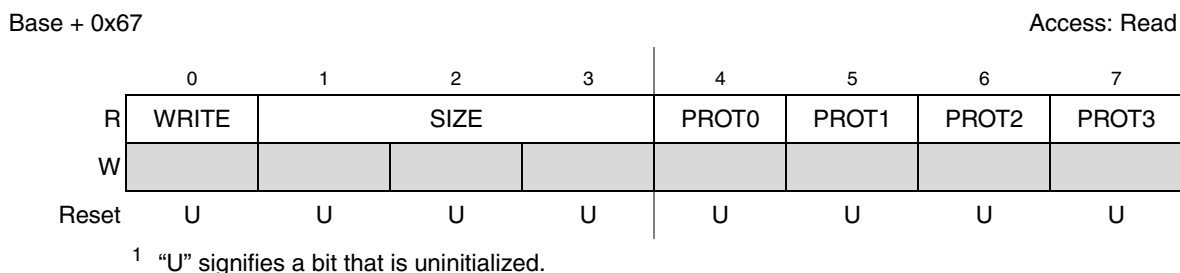 Base + 0x67 Access: Read
0 1 2 3 4 5 6 7
R WRITE SIZE PROT0 PROT1 PROT2 PROT3
W
Reset U U U U U U U U
1 “U” signifies a bit that is uninitialized.